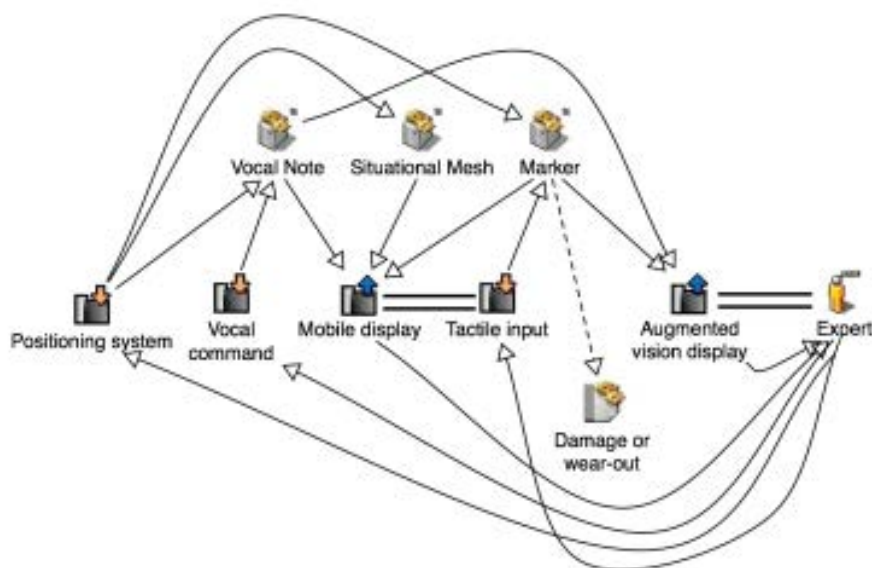 Vocal Note
Situational Mesh
Marker
Positioning system
Vocal
command
Mobile display
Tactile input
Augmented
vision display
Expert
Damage or
wear-out